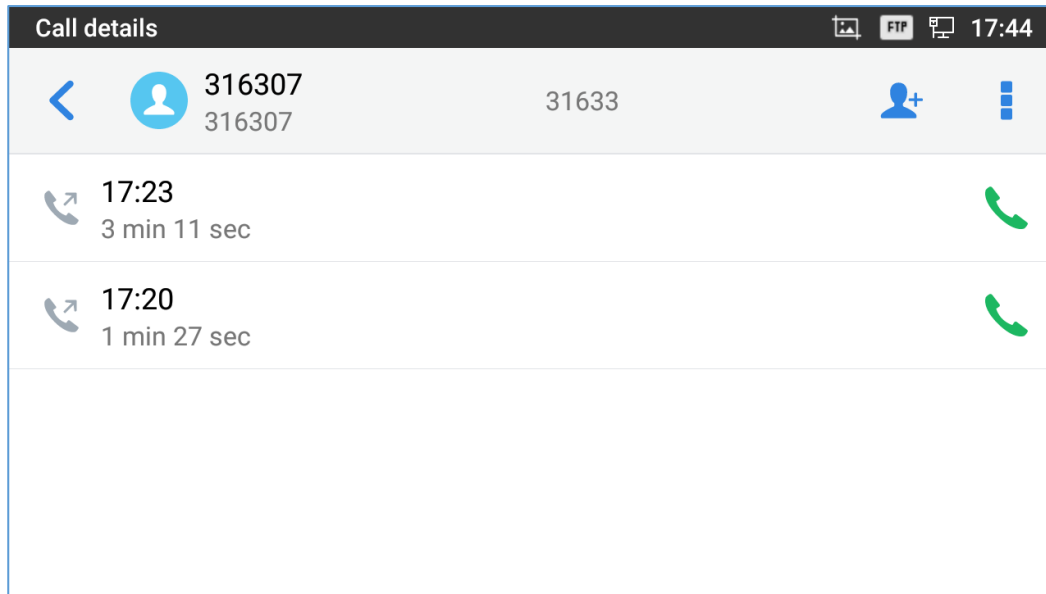 Call details
FTP
17:44
316307
316307
31633
17:23
3 min 11 sec
17:20
1 min 27 sec